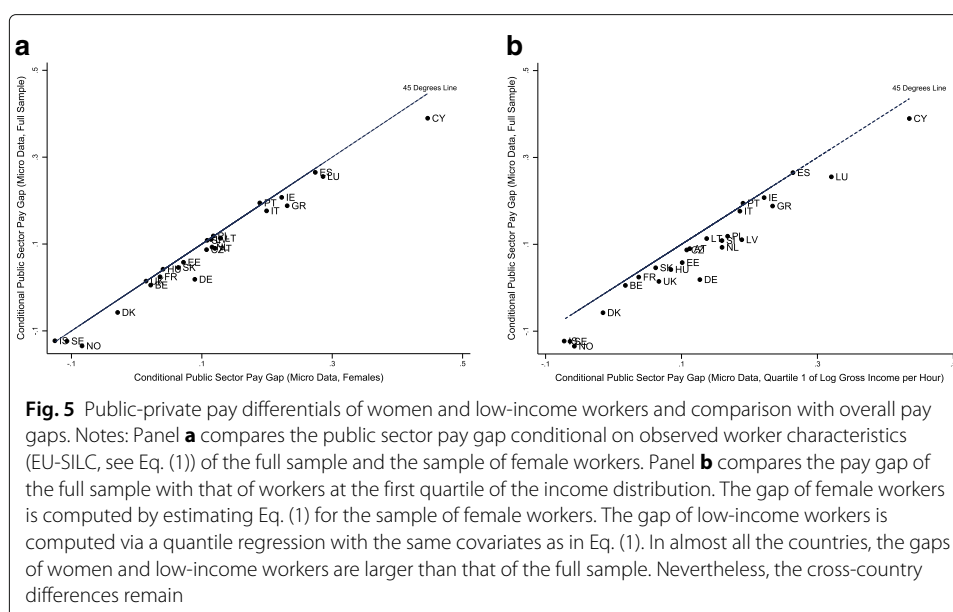 a
b
Conditional Public Sector Pay Gap (Micro Data, Full Sample)
.5
.3
.1
-.1
45 Degrees Line
CY
ES
LU
IE
GR
PT
IT
LT
EE
SK
HU
FR
DE
BE
DK
IS
SE
NO
-.1
.1
.3
.5
Conditional Public Sector Pay Gap (Micro Data, Females)
Conditional Public Sector Pay Gap (Micro Data, Full Sample)
.5
.3
.1
-.1
45 Degrees Line
CY
ES
LU
IE
GR
PT
IT
LT
PL
LV
NL
AT
EE
SK
HU
FR
UK
DE
BE
DK
SE
NO
-.1
.1
.3
.5
Conditional Public Sector Pay Gap (Micro Data, Quartile 1 of Log Gross Income per Hour)
Fig. 5 Public-private pay differentials of women and low-income workers and comparison with overall pay
gaps. Notes: Panel a compares the public sector pay gap conditional on observed worker characteristics
(EU-SILC, see Eq. (1)) of the full sample and the sample of female workers. Panel b compares the pay gap of
the full sample with that of workers at the first quartile of the income distribution. The gap of female workers
is computed by estimating Eq. (1) for the sample of female workers. The gap of low-income workers is
computed via a quantile regression with the same covariates as in Eq. (1). In almost all the countries, the gaps
of women and low-income workers are larger than that of the full sample. Nevertheless, the cross-country
differences remain